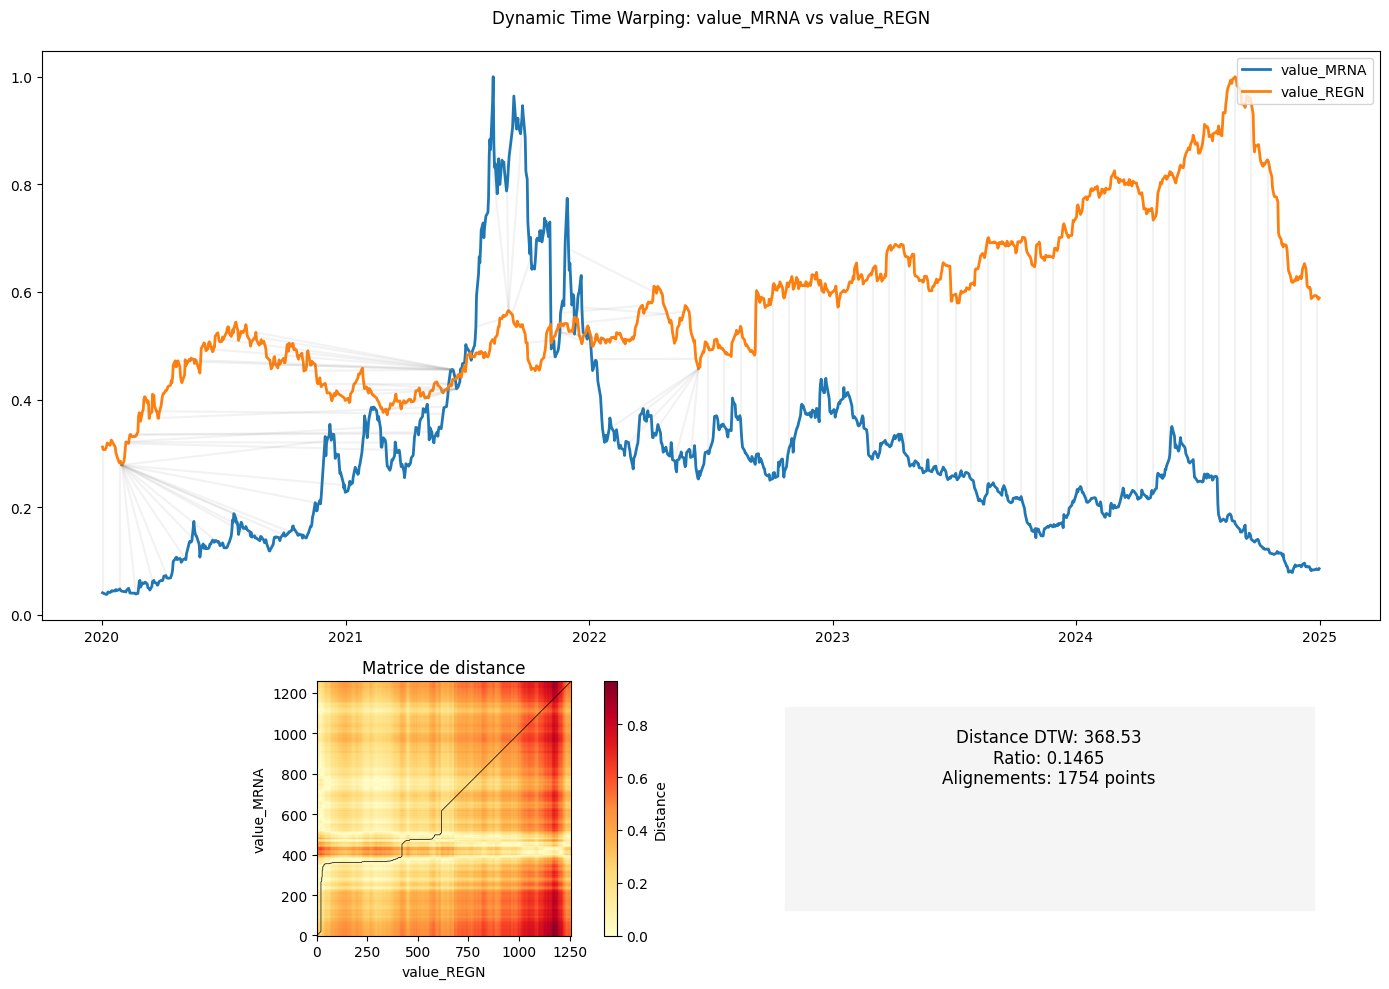 Dynamic Time Warping: value_MRNA vs value_REGN
value_MRNA
value_REGN
1.0
0.8
0.6
0.4
0.2
0.0
2020 2021 2022 2023 2024 2025
Matrice de distance
value_MRNA
1200
1000
800
600
400
200
0
0 250 500 750 1000 1250
value_REGN
0.8
0.6
0.4
0.2
0.0
Distance
Distance DTW: 368.53
Ratio: 0.1465
Alignements: 1754 points